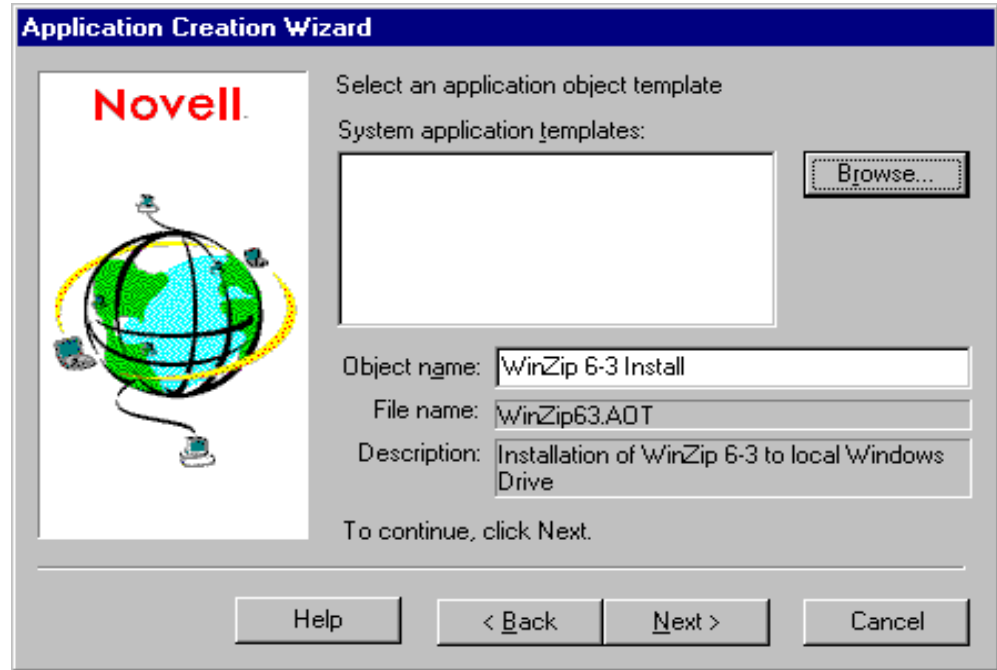 Application Creation Wizard
Novell.
Select an application object template
System application templates:
Browse...
Object name: WinZip 6-3 Install
File name: WinZip63.AOT
Description: Installation of WinZip 6-3 to local Windows
Drive
To continue, click Next.
Help < Back Next > Cancel